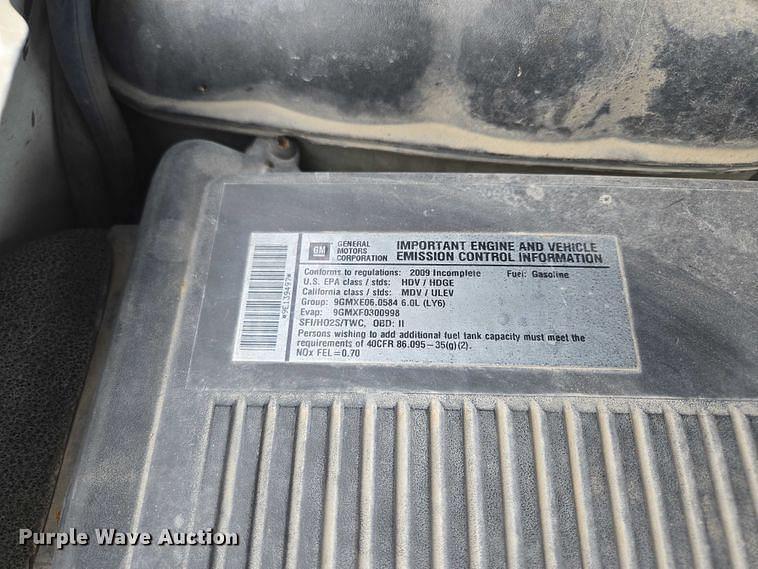 GM
GENERAL
MOTORS
CORPORATION
IMPORTANT ENGINE AND VEHICLE
EMISSION CONTROL INFORMATION
Conforms to regulations: 2009 Incomplete Fuel: Gasoline
U.S. EPA class / stds: HDV / HDGE
California class / stds: MDV / ULEV
Group: 9GMXE06.0584 6.0L (LY6)
Evap: 9GMXF0300998
SFI/HO2S/TWC, OBD: II
Persons wishing to add additional fuel tank capacity must meet the
requirements of 40CFR 86.095-35(g)(2).
NOx FEL=0.70
*9E139497*
Purple Wave Auction